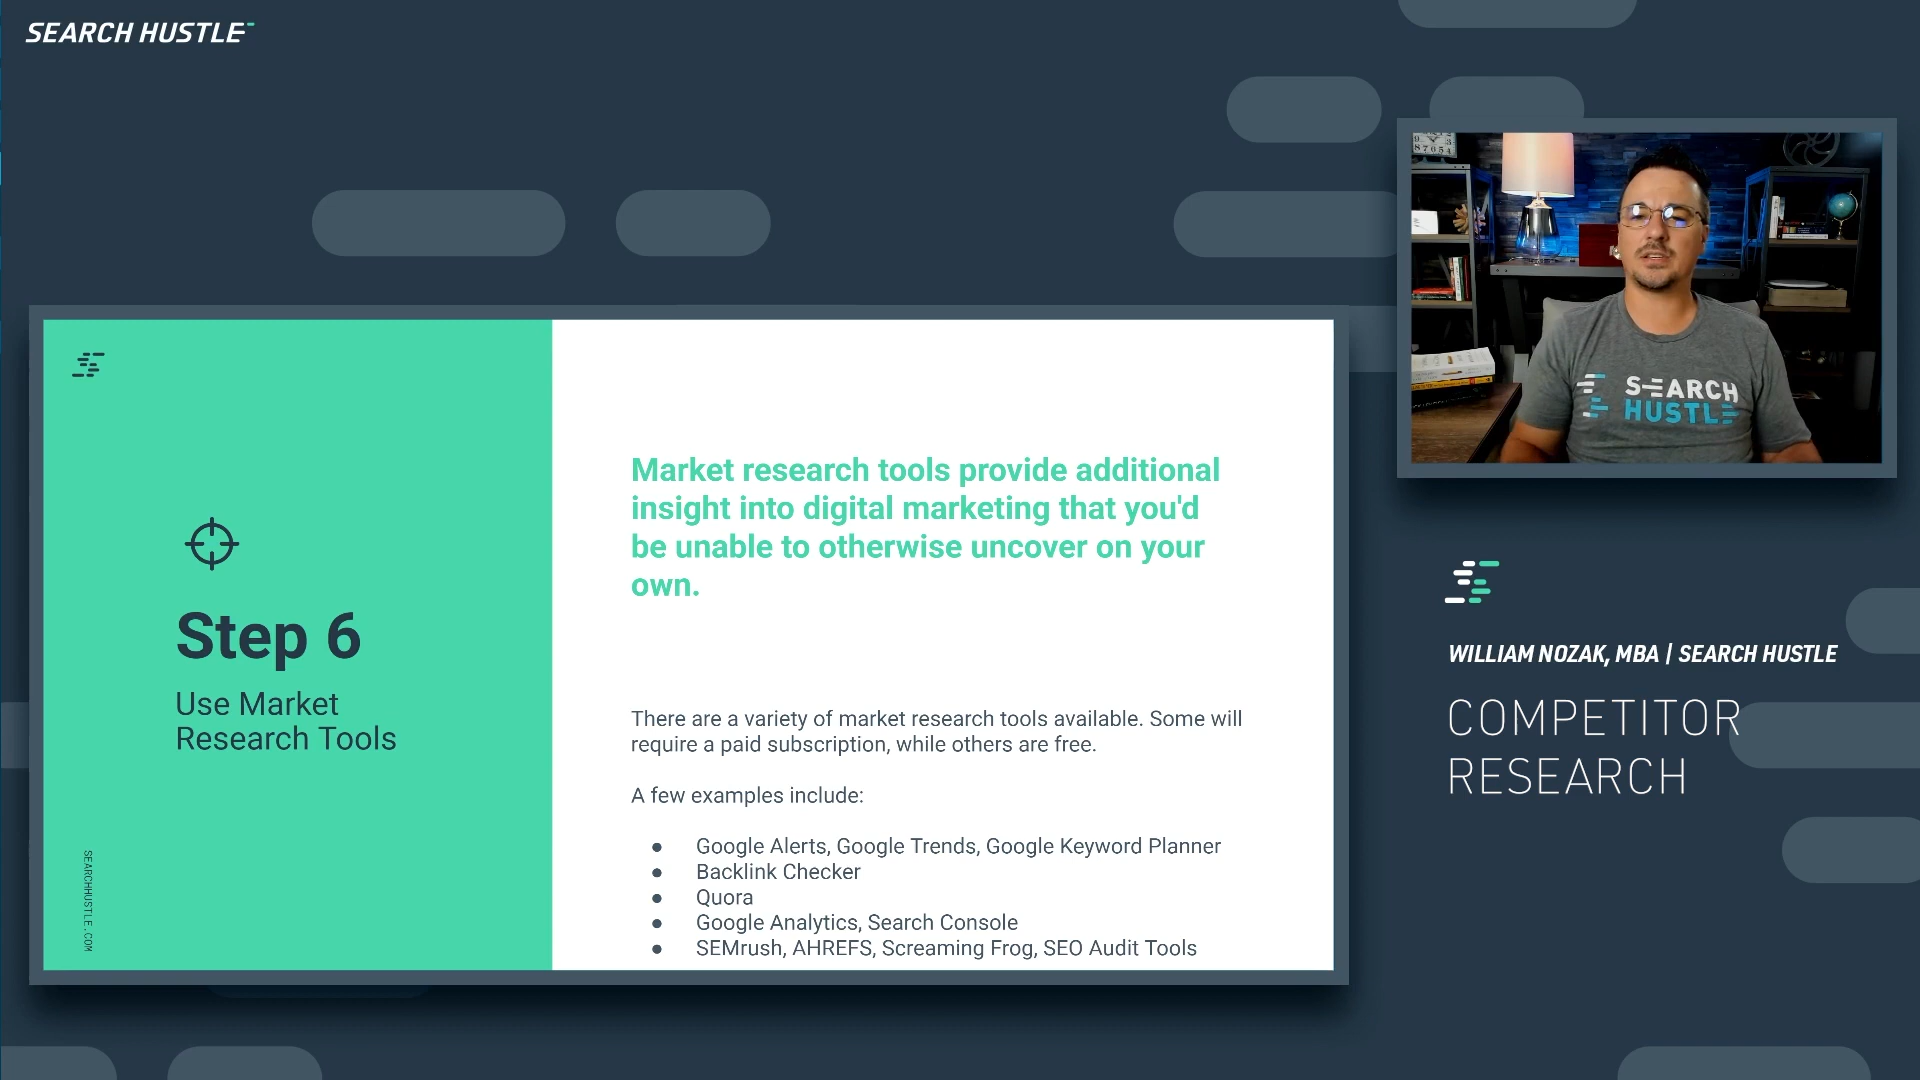 SEARCH HUSTLE
Step 6
Use Market
Research Tools
SEARCHHUSTLE.COM
Market research tools provide additional
insight into digital marketing that you'd
be unable to otherwise uncover on your
own.
There are a variety of market research tools available. Some will
require a paid subscription, while others are free.
A few examples include:
● Google Alerts, Google Trends, Google Keyword Planner
● Backlink Checker
● Quora
● Google Analytics, Search Console
● SEMrush, AHREFS, Screaming Frog, SEO Audit Tools
SEARCH
HUSTLE
WILLIAM NOZAK, MBA | SEARCH HUSTLE
COMPETITOR
RESEARCH